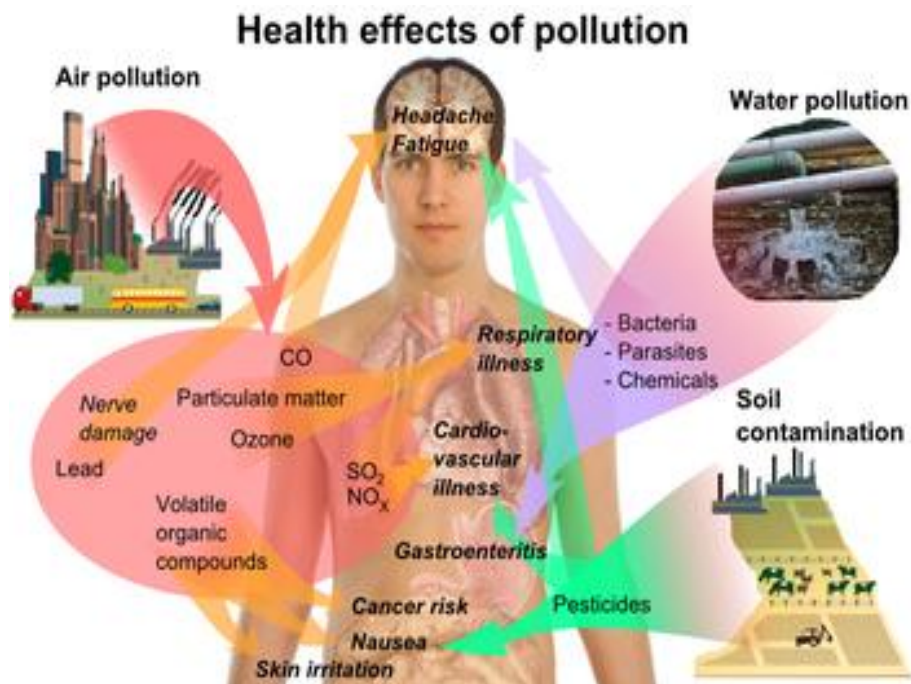 Health effects of pollution
Air pollution
Water pollution
Headache
Fatigue
CO
Particulate matter
Ozone
Nerve
damage
Lead
Volatile
organic
compounds
SO₂
NOₓ
Respiratory
illness
Cardio-
vascular
illness
Gastroenteritis
Cancer risk
Nausea
Skin irritation
- Bacteria
- Parasites
- Chemicals
Soil
contamination
Pesticides